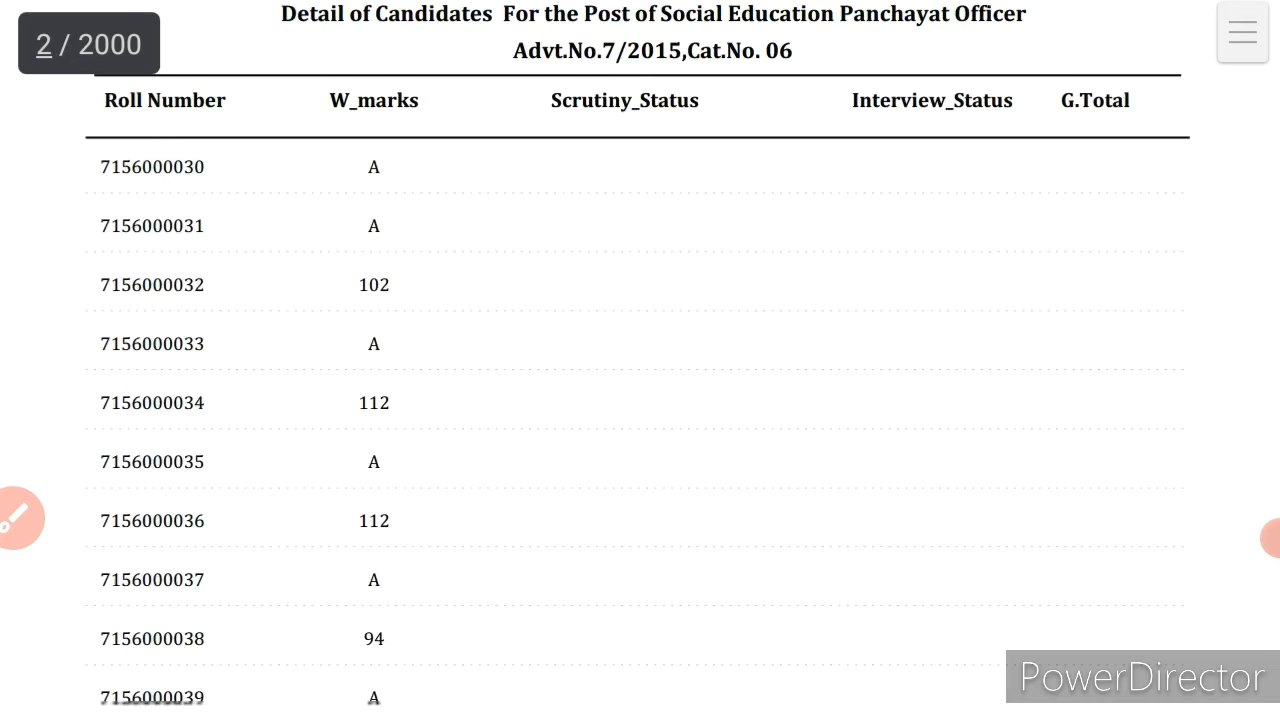 2 / 2000
Detail of Candidates For the Post of Social Education Panchayat Officer
Advt.No.7/2015,Cat.No. 06
Roll Number W_marks Scrutiny_Status Interview_Status G.Total
7156000030 A
7156000031 A
7156000032 102
7156000033 A
7156000034 112
7156000035 A
7156000036 112
7156000037 A
7156000038 94
7156000039 A
PowerDirector